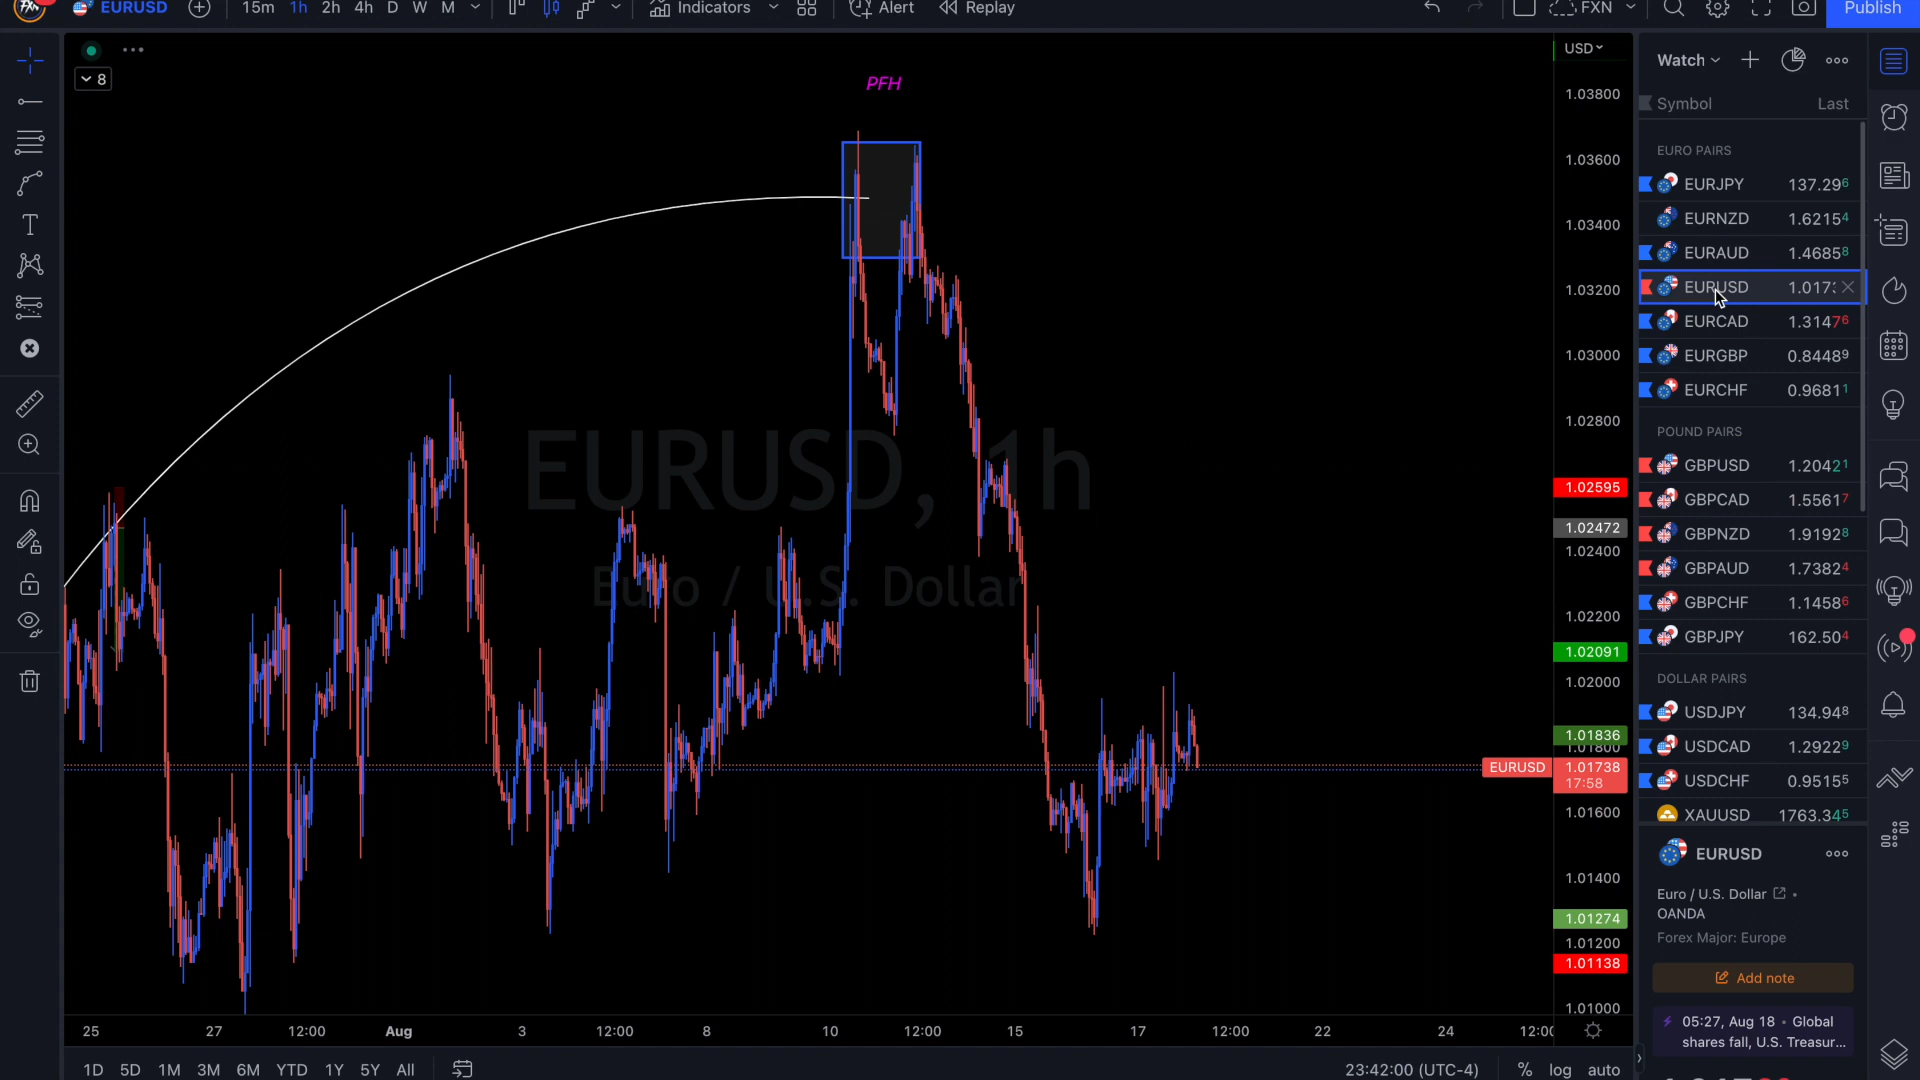 EURUSD 15m 1h 2h 4h D W M Indicators Alert Replay FXN Publish
8
PFH
EURUSD, 1h
Euro / U.S. Dollar
USD
1.03800
1.03600
1.03400
1.03200
1.03000
1.02800
1.02595
1.02472
1.02400
1.02200
1.02091
1.02000
1.01836
1.01800
EURUSD 1.01738
17:58
1.01600
1.01400
1.01274
1.01200
1.01138
1.01000
25 27 12:00 Aug 3 12:00 8 10 12:00 15 17 12:00 22 24 12:00
1D 5D 1M 3M 6M YTD 1Y 5Y All 23:42:00 (UTC-4) % log auto
Watch
Symbol Last
EURO PAIRS
EURJPY 137.296
EURNZD 1.62154
EURAUD 1.46858
EURUSD 1.0173
EURCAD 1.31476
EURGBP 0.84489
EURCHF 0.96811
POUND PAIRS
GBPUSD 1.20421
GBPCAD 1.55617
GBPNZD 1.91928
GBPAUD 1.73824
GBPCHF 1.14586
GBPJPY 162.504
DOLLAR PAIRS
USDJPY 134.948
USDCAD 1.29229
USDCHF 0.95155
XAUUSD 1763.345
EURUSD
Euro / U.S. Dollar •
OANDA
Forex Major: Europe
Add note
05:27, Aug 18 • Global
shares fall, U.S. Treasur...